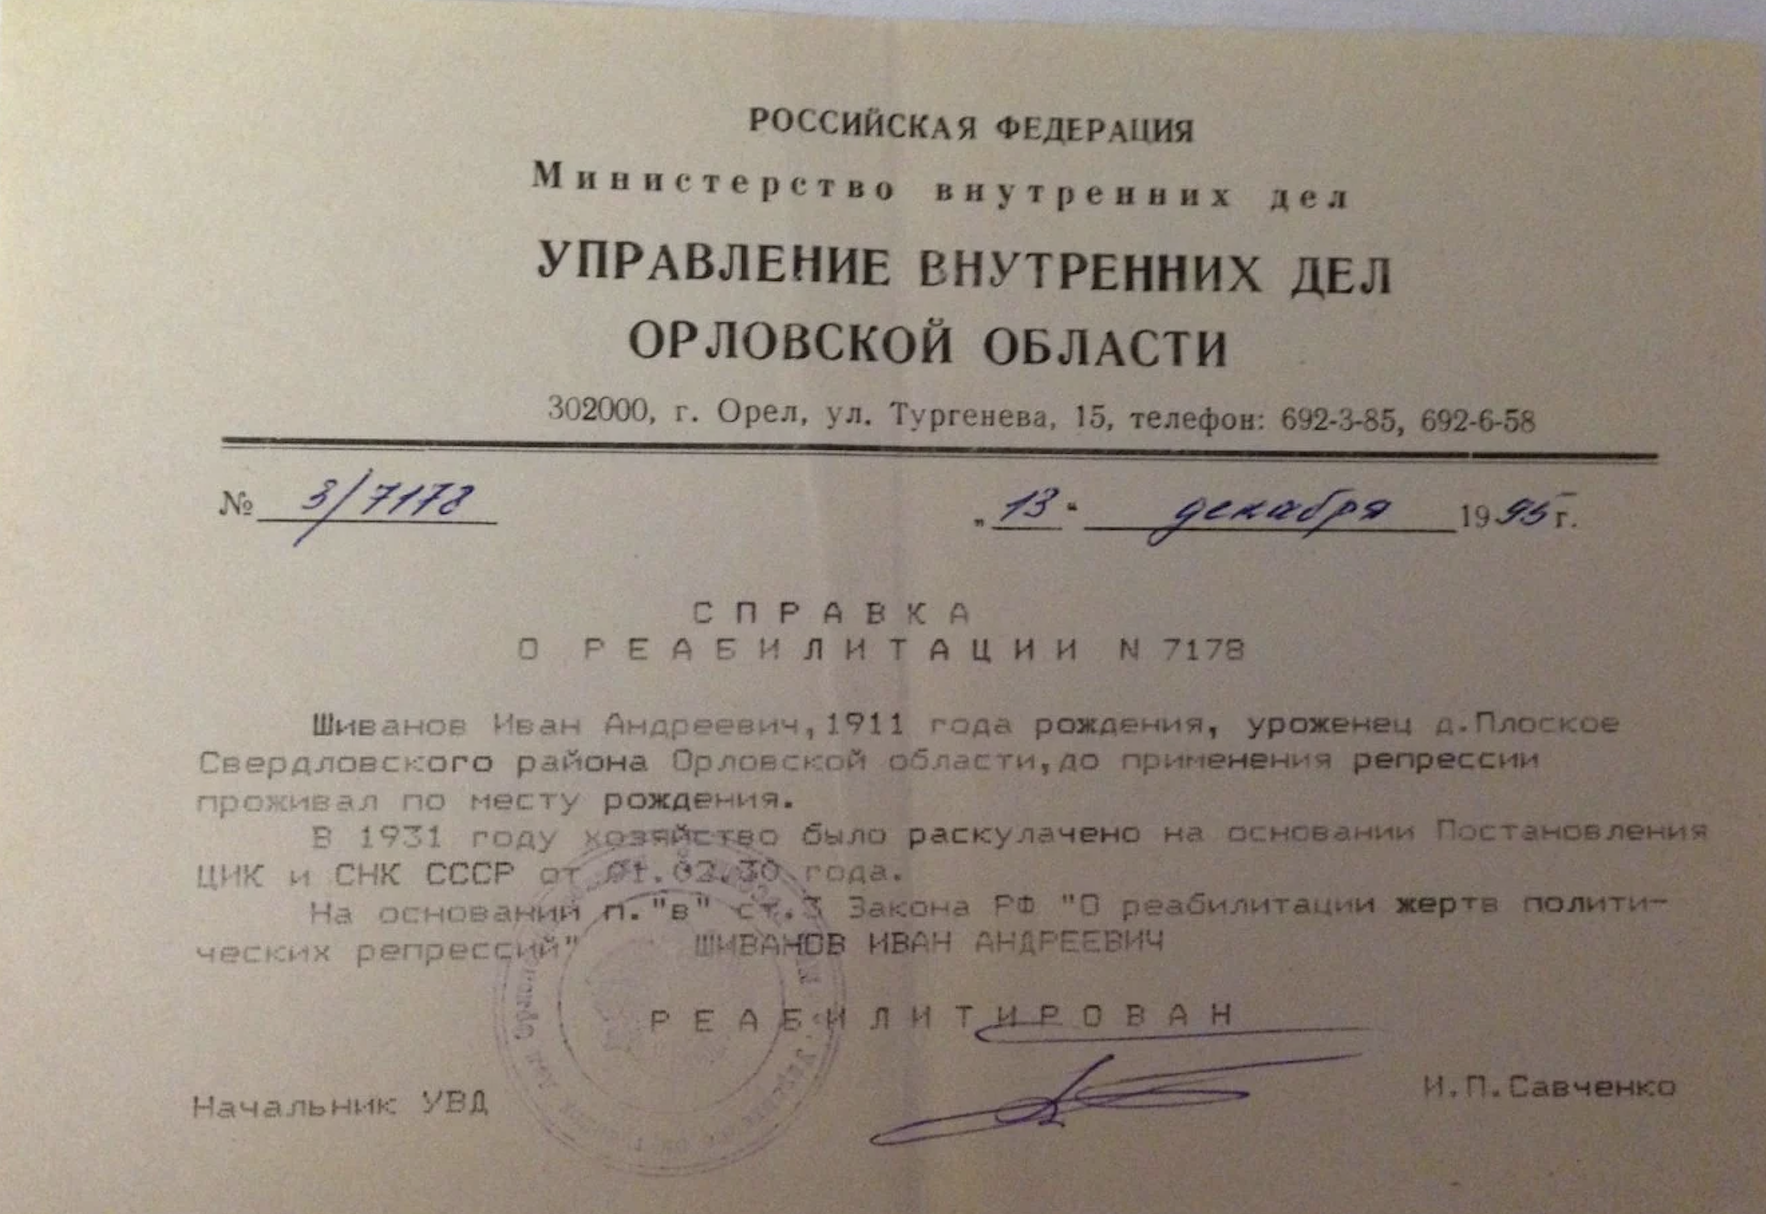 РОССИЙСКАЯ ФЕДЕРАЦИЯ
Министерство внутренних дел
УПРАВЛЕНИЕ ВНУТРЕННИХ ДЕЛ
ОРЛОВСКОЙ ОБЛАСТИ
302000, г. Орел, ул. Тургенева, 15, телефон: 692-3-85, 692-6-58
№ 3/7178 „13“ декабря 1995 г.
СПРАВКА
О РЕАБИЛИТАЦИИ N 7178
Шиванов Иван Андреевич,1911 года рождения, уроженец д.Плоское
Свердловского района Орловской области,до применения репрессии
проживал по месту рождения.
В 1931 году хозяйство было раскулачено на основании Постановления
ЦИК и СНК СССР от 01.02.30 года.
На основании п."в" ст.3 Закона РФ "О реабилитации жертв полити-
ческих репрессий" ШИВАНОВ ИВАН АНДРЕЕВИЧ
РЕАБИЛИТИРОВАН
Начальник УВД И.П.Савченко